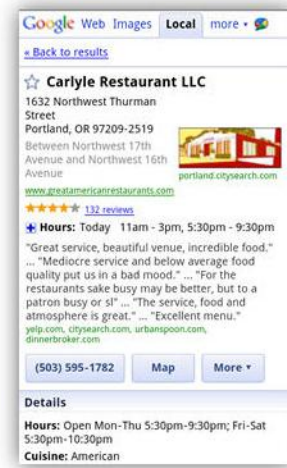 Google Web Images Local more
« Back to results
Carlyle Restaurant LLC
1632 Northwest Thurman
Street
Portland, OR 97209-2519
Between Northwest 17th
Avenue and Northwest 16th
Avenue
portland.citysearch.com
www.greatamericanrestaurants.com
132 reviews
Hours: Today 11am - 3pm, 5:30pm - 9:30pm
"Great service, beautiful venue, incredible food."
... "Mediocre service and below average food
quality put us in a bad mood." ... "For the
restaurants sake busy may be better, but to a
patron busy or sl" ... "The service, food and
atmosphere is great." ... "Excellent menu."
yelp.com, citysearch.com, urbanspoon.com,
dinnerbroker.com
(503) 595-1782 Map More
Details
Hours: Open Mon-Thu 5:30pm-9:30pm; Fri-Sat
5:30pm-10:30pm
Cuisine: American